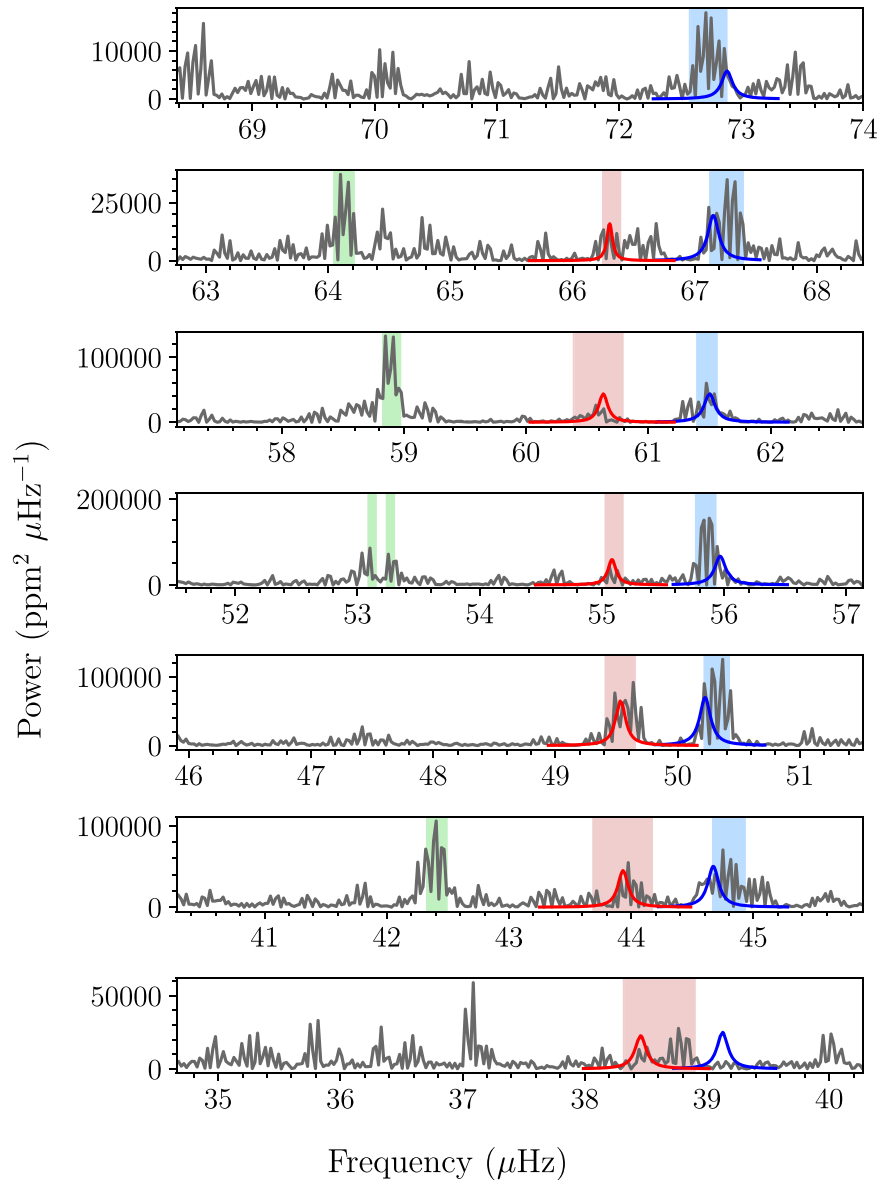 10000
0
69 70 71 72 73 74
25000
0
63 64 65 66 67 68
100000
0
58 59 60 61 62
200000
0
52 53 54 55 56 57
100000
0
46 47 48 49 50 51
100000
0
41 42 43 44 45
50000
0
35 36 37 38 39 40
Power (ppm² μHz⁻¹)
Frequency (μHz)